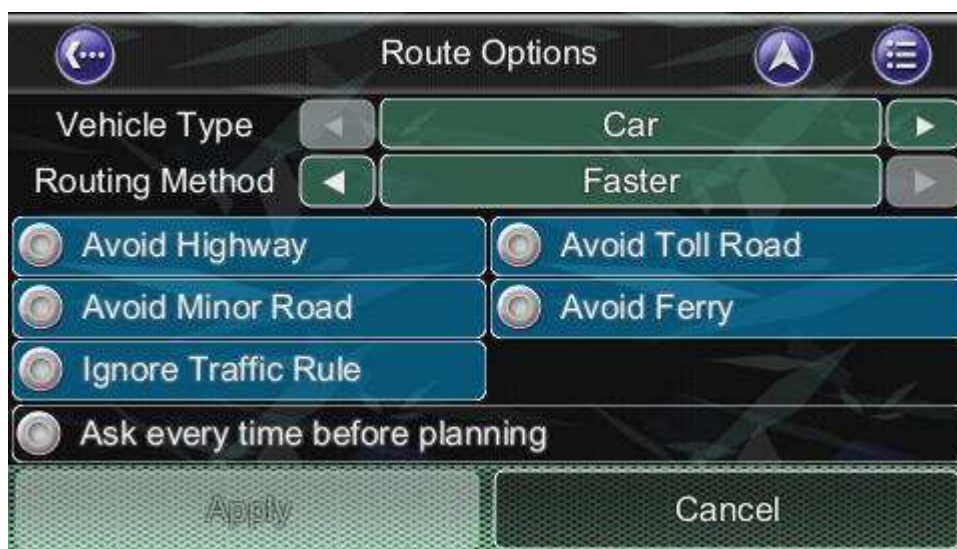 Route Options
Vehicle Type Car
Routing Method Faster
Avoid Highway Avoid Toll Road
Avoid Minor Road Avoid Ferry
Ignore Traffic Rule
Ask every time before planning
Apply Cancel